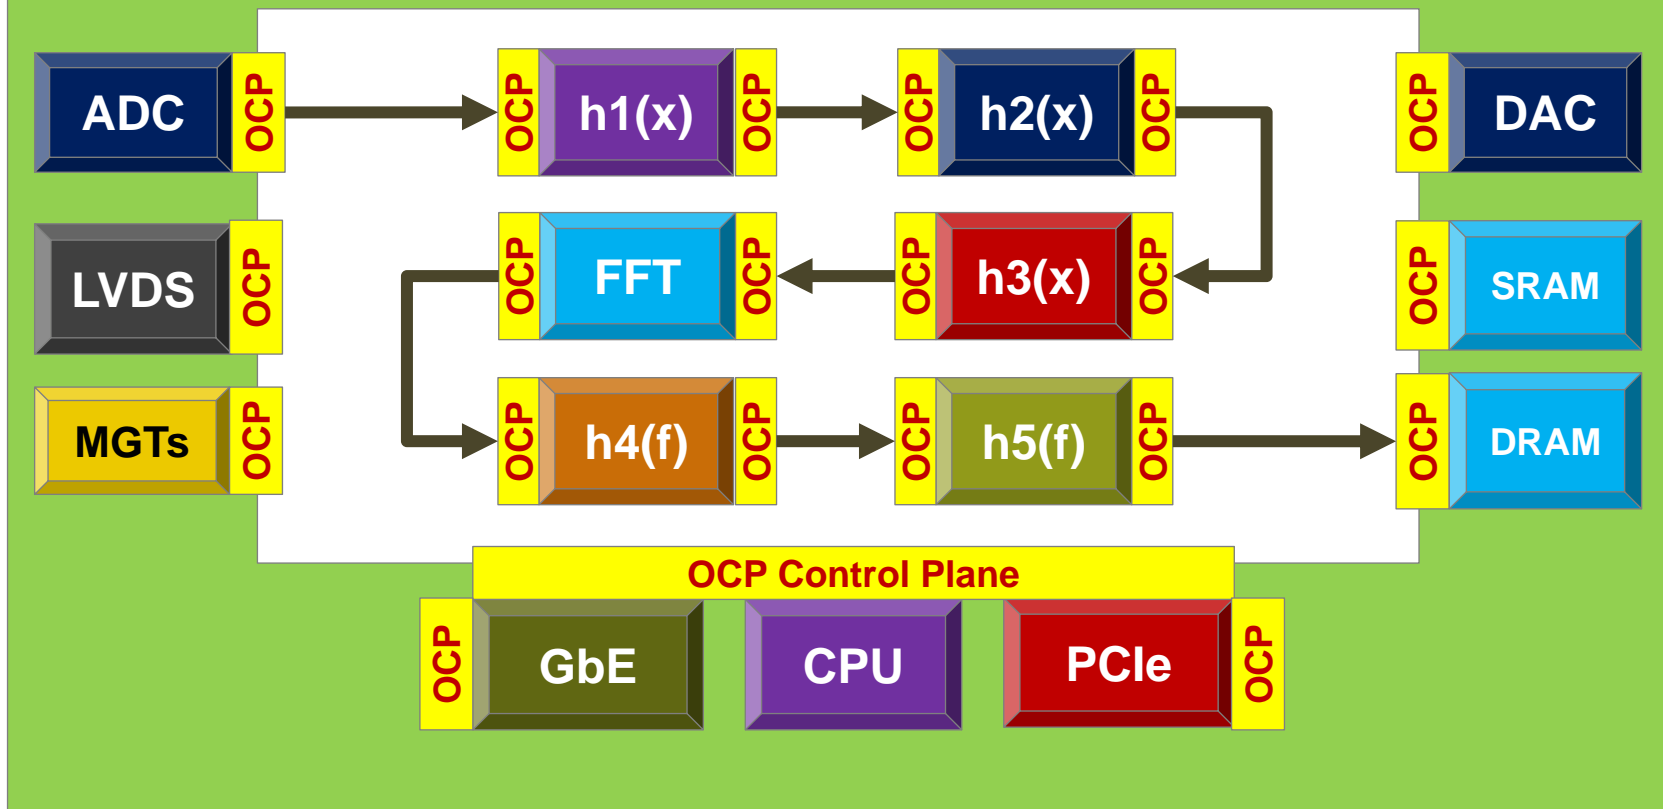 ADC OCP OCP h1(x) OCP OCP h2(x) OCP OCP DAC
LVDS OCP OCP FFT OCP OCP h3(x) OCP OCP SRAM
MGTs OCP OCP h4(f) OCP OCP h5(f) OCP OCP DRAM
OCP Control Plane
OCP GbE CPU PCIe OCP